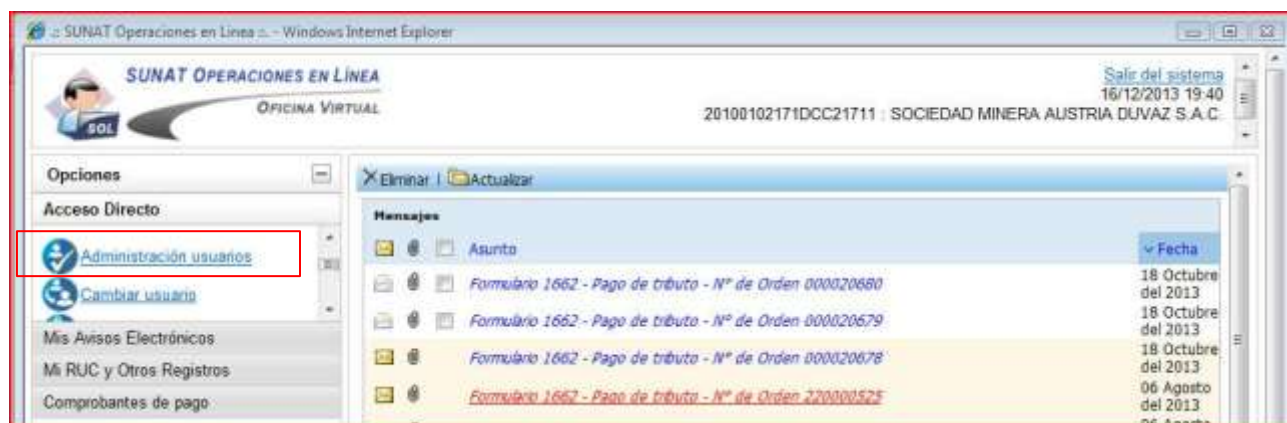 .: SUNAT Operaciones en Linea :. - Windows Internet Explorer
SUNAT OPERACIONES EN LÍNEA
OFICINA VIRTUAL
SOL
Salir del sistema
16/12/2013 19:40
20100102171DCC21711 : SOCIEDAD MINERA AUSTRIA DUVAZ S.A.C.
Opciones
Acceso Directo
Administración usuarios
Cambiar usuario
Mis Avisos Electrónicos
Mi RUC y Otros Registros
Comprobantes de pago
Eliminar | Actualizar
Mensajes
Asunto Fecha
Formulario 1662 - Pago de tributo - Nº de Orden 000020680 18 Octubre
del 2013
Formulario 1662 - Pago de tributo - Nº de Orden 000020679 18 Octubre
del 2013
Formulario 1662 - Pago de tributo - Nº de Orden 000020678 18 Octubre
del 2013
Formulario 1662 - Pago de tributo - Nº de Orden 220000525 06 Agosto
del 2013
06 Agosto